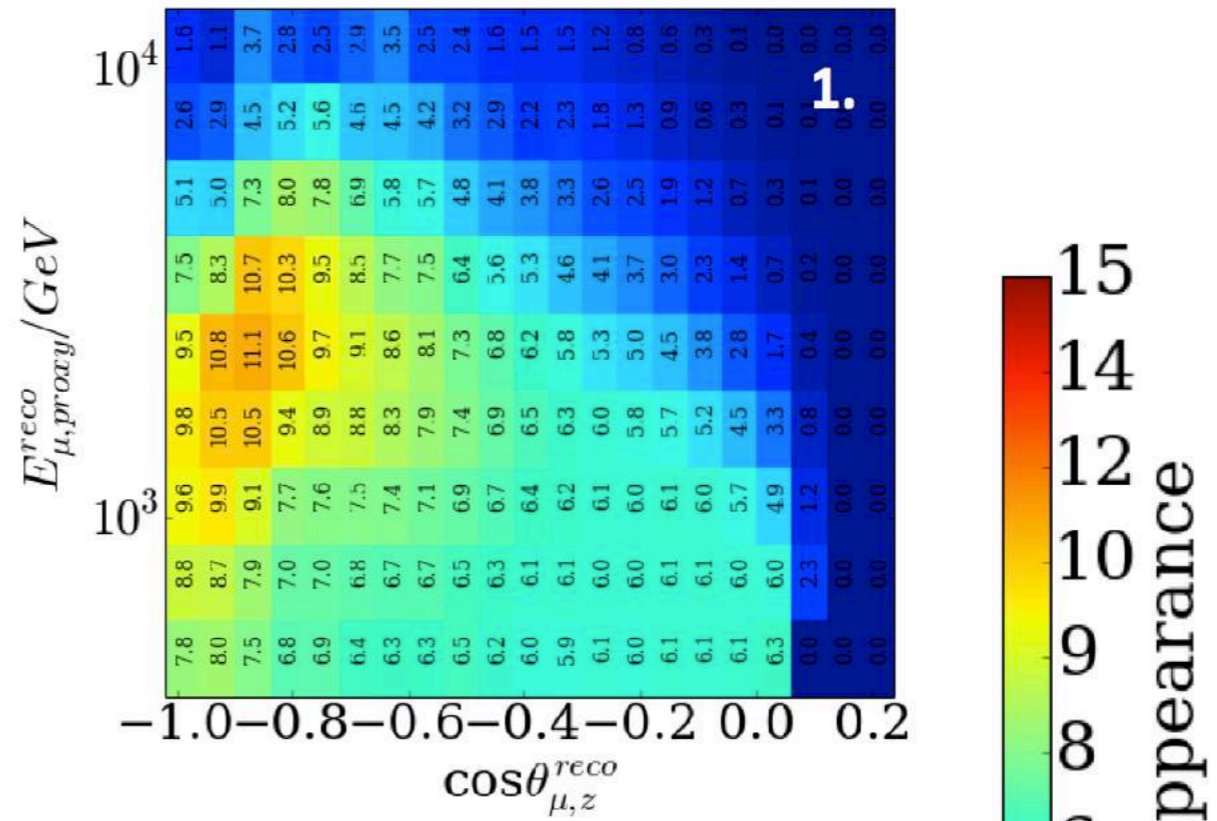 1.6 1.1 3.7 2.8 2.5 2.9 3.5 2.5 2.4 1.6 1.5 1.5 1.2 0.8 0.6 0.3 0.1 0.0 0.0 0.0 0.0
10^4
1.
2.6 2.9 4.5 5.2 5.6 4.6 4.5 4.2 3.2 2.9 2.2 2.3 1.8 1.3 0.9 0.6 0.3 0.1 0.1 0.0 0.0
5.1 5.0 7.3 8.0 7.8 6.9 5.8 5.7 4.8 4.1 3.8 3.3 2.6 2.5 1.9 1.2 0.7 0.3 0.1 0.0 0.0
7.5 8.3 10.7 10.3 9.5 8.5 7.7 7.5 6.4 5.6 5.3 4.6 4.1 3.7 3.0 2.3 1.4 0.7 0.2 0.0 0.0
9.5 10.8 11.1 10.6 9.7 9.1 8.6 8.1 7.3 6.8 6.2 5.8 5.3 5.0 4.5 3.8 2.8 1.7 0.4 0.0 0.0
9.8 10.5 10.5 9.4 8.9 8.8 8.3 7.9 7.4 6.9 6.5 6.3 6.0 5.8 5.7 5.2 4.5 3.3 0.8 0.0 0.0
9.6 9.9 9.1 7.7 7.6 7.5 7.4 7.1 6.9 6.7 6.4 6.2 6.1 6.0 6.1 6.0 5.7 4.9 1.2 0.0 0.0
10^3
8.8 8.7 7.9 7.0 7.0 6.8 6.7 6.7 6.5 6.3 6.1 6.1 6.0 6.0 6.1 6.1 6.0 6.0 2.3 0.0 0.0
7.8 8.0 7.5 6.8 6.9 6.4 6.3 6.3 6.5 6.2 6.0 5.9 6.1 6.0 6.1 6.1 6.1 6.3 0.0 0.0 0.0
E^{reco}_{μ,proxy}/GeV
−1.0 −0.8 −0.6 −0.4 −0.2 0.0 0.2
cosθ^{reco}_{μ,z}
15
14
12
10
9
8
ppearance